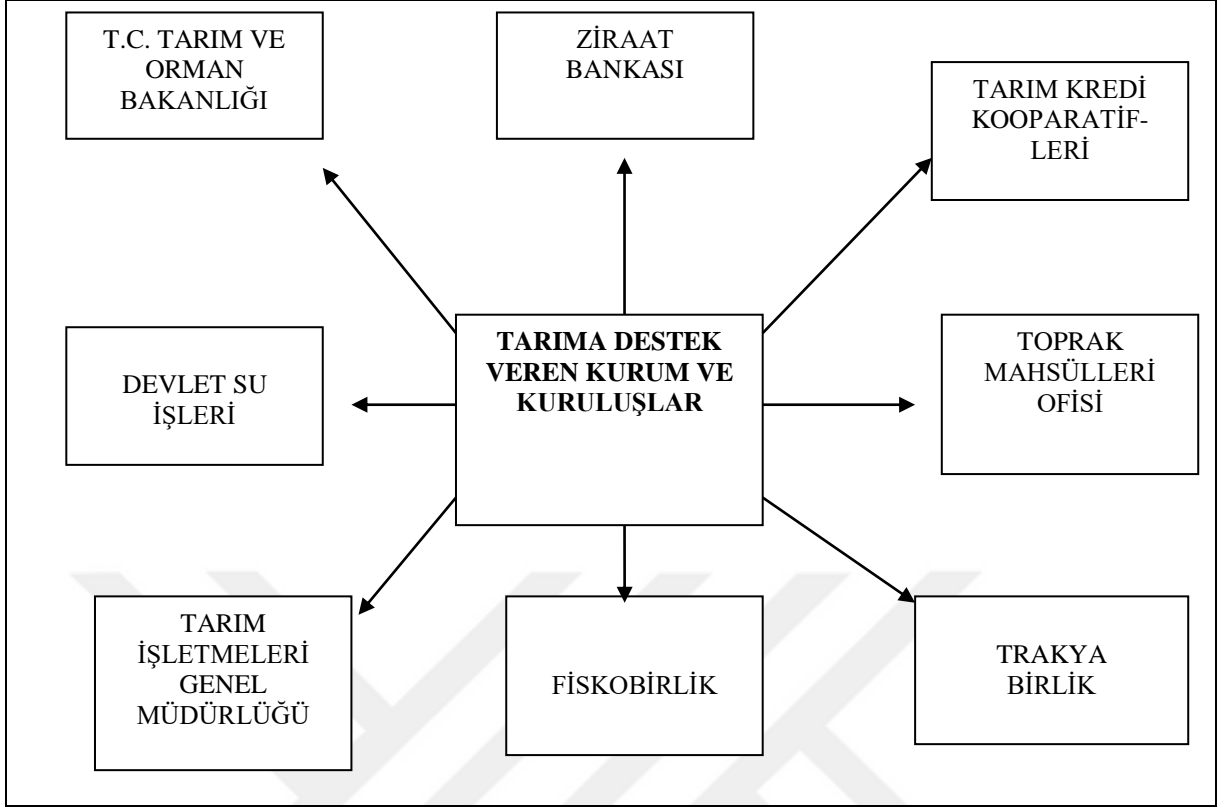 T.C. TARIM VE
ORMAN
BAKANLIĞI
ZİRAAT
BANKASI
TARIM KREDİ
KOOPARATİF-
LERİ
DEVLET SU
İŞLERİ
TARIMA DESTEK
VEREN KURUM VE
KURULUŞLAR
TOPRAK
MAHSÜLLERİ
OFİSİ
TARIM
İŞLETMELERİ
GENEL
MÜDÜRLÜĞÜ
FİSKOBİRLİK
TRAKYA
BİRLİK